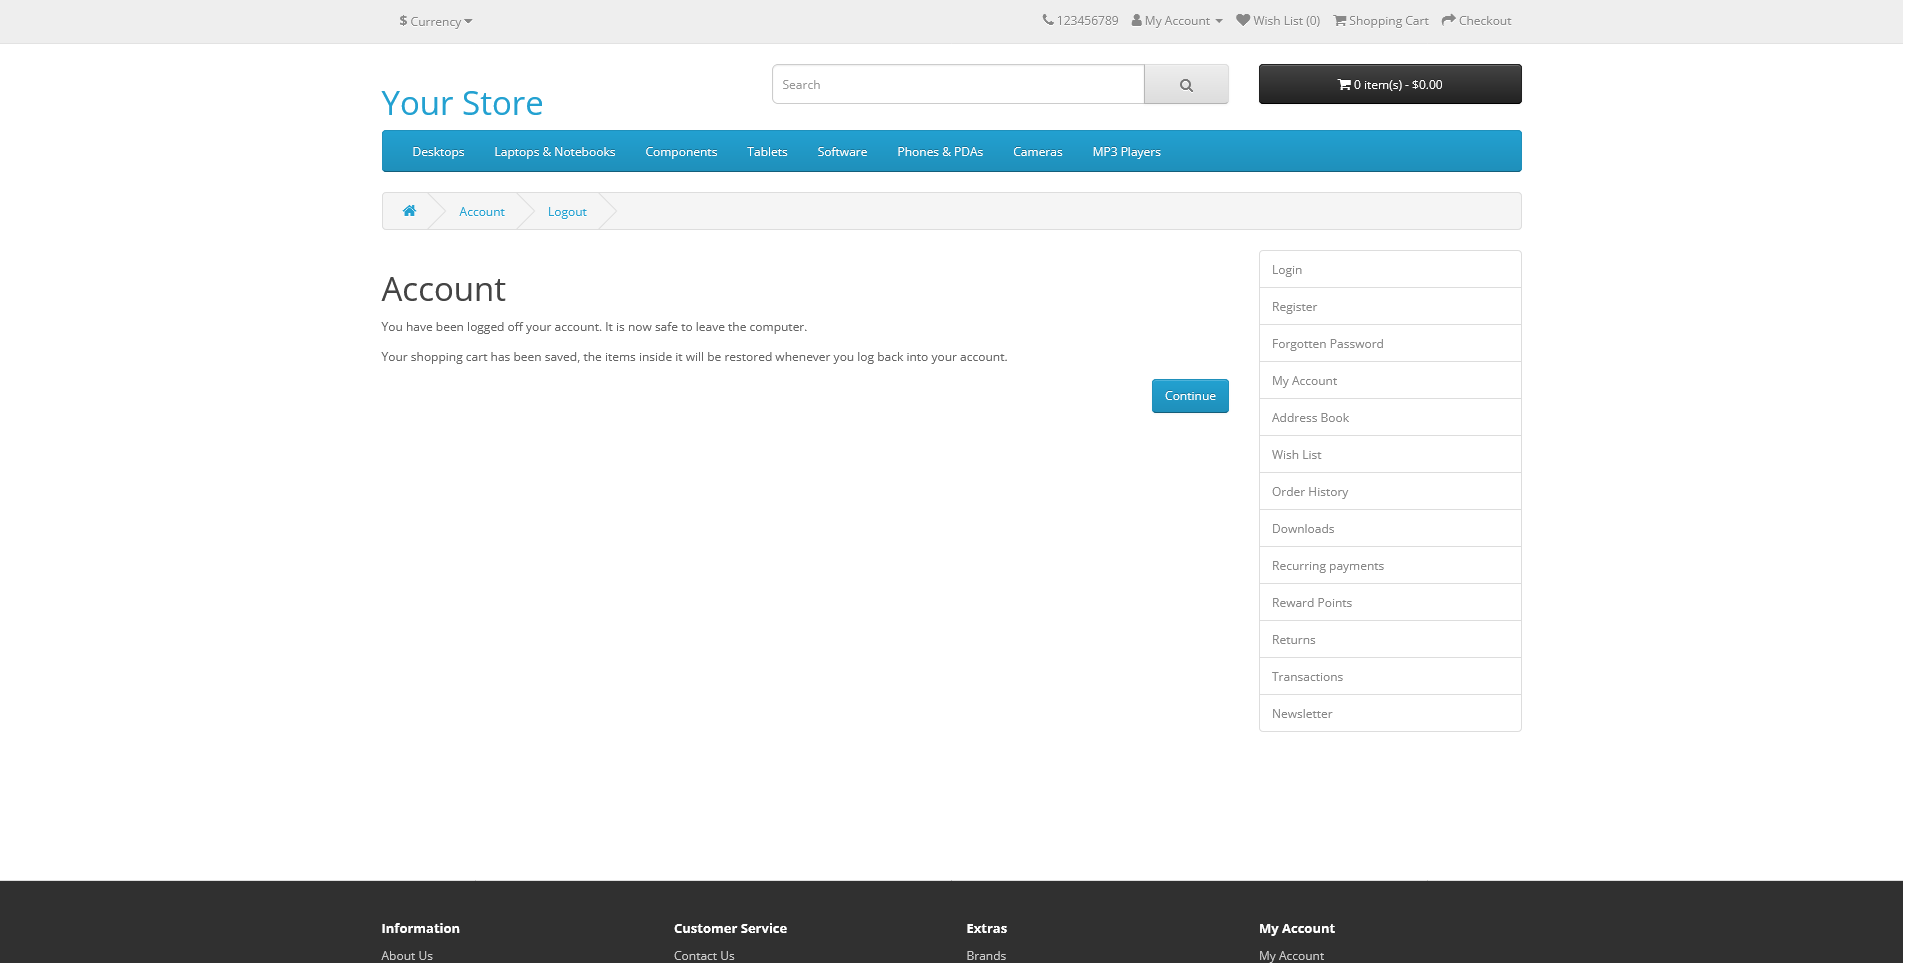 $ Currency
123456789 My Account Wish List (0) Shopping Cart Checkout
Your Store
Search
0 item(s) - $0.00
Desktops Laptops & Notebooks Components Tablets Software Phones & PDAs Cameras MP3 Players
Account Logout
Account
You have been logged off your account. It is now safe to leave the computer.
Your shopping cart has been saved, the items inside it will be restored whenever you log back into your account.
Continue
Login
Register
Forgotten Password
My Account
Address Book
Wish List
Order History
Downloads
Recurring payments
Reward Points
Returns
Transactions
Newsletter
Information
About Us
Customer Service
Contact Us
Extras
Brands
My Account
My Account